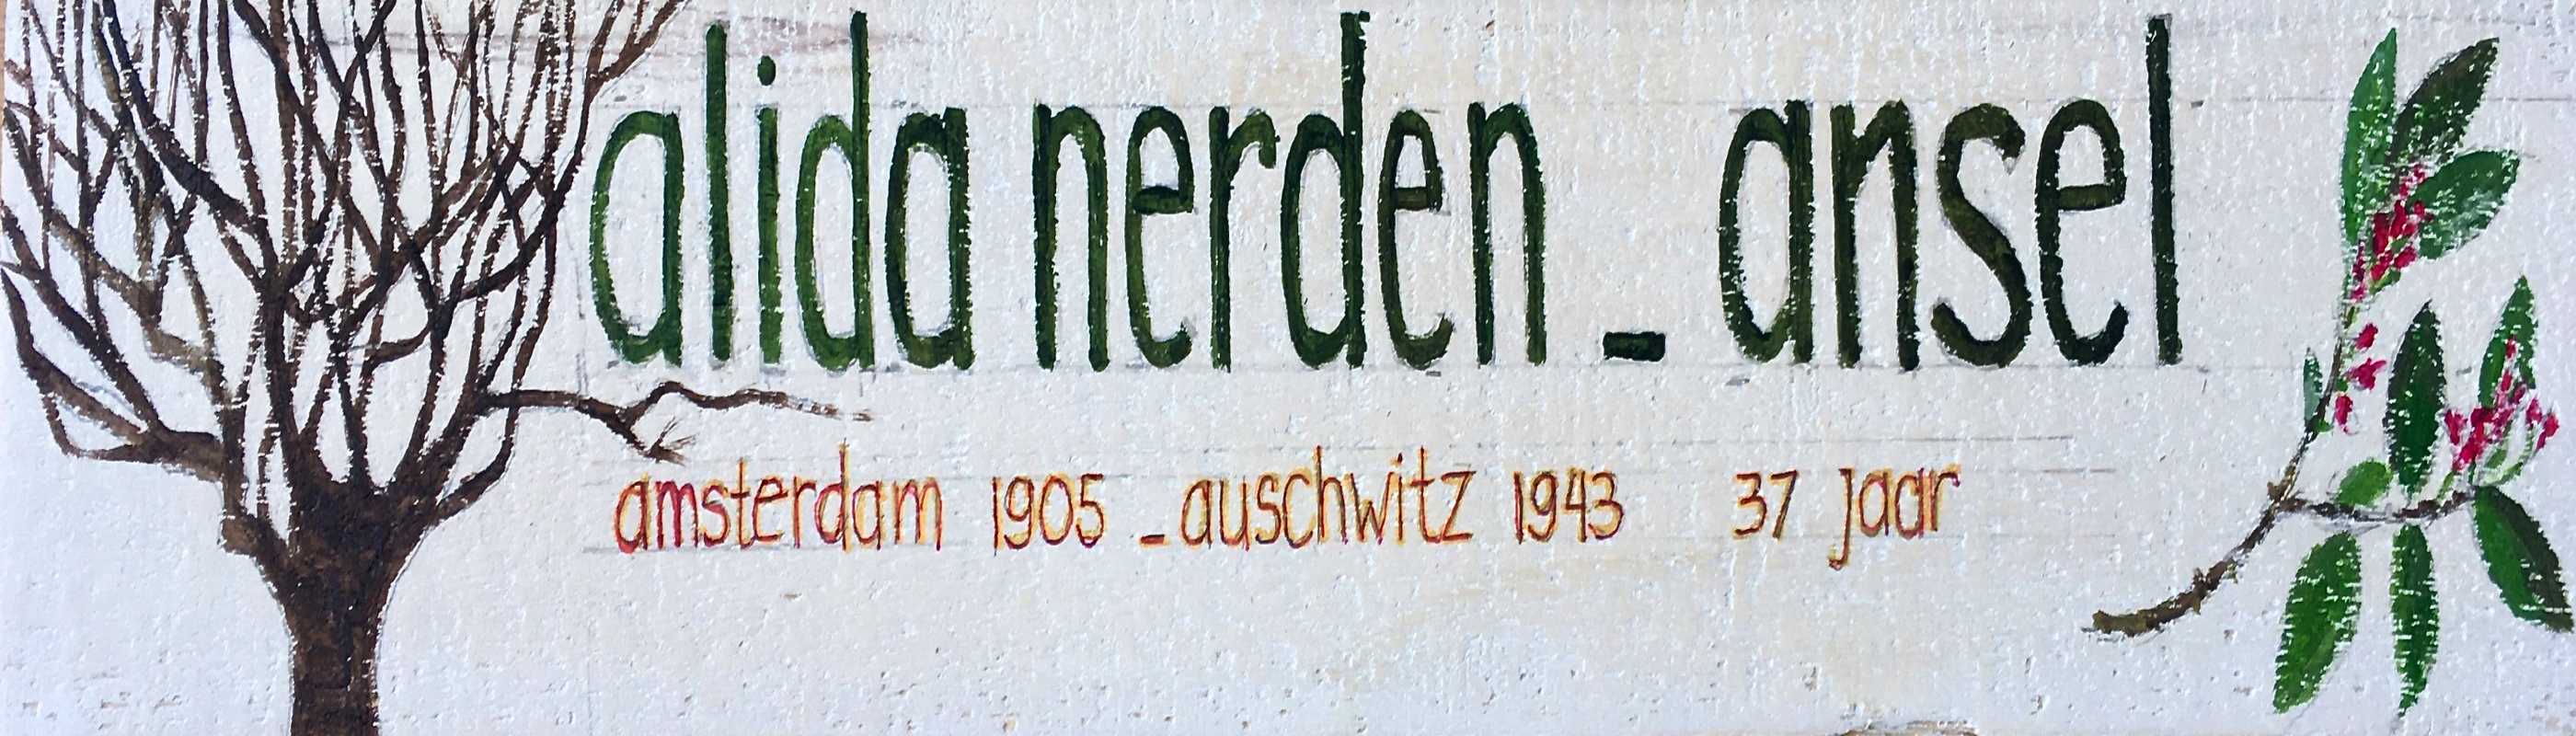 alida nerden _ ansel
amsterdam 1905 _ auschwitz 1943 37 jaar